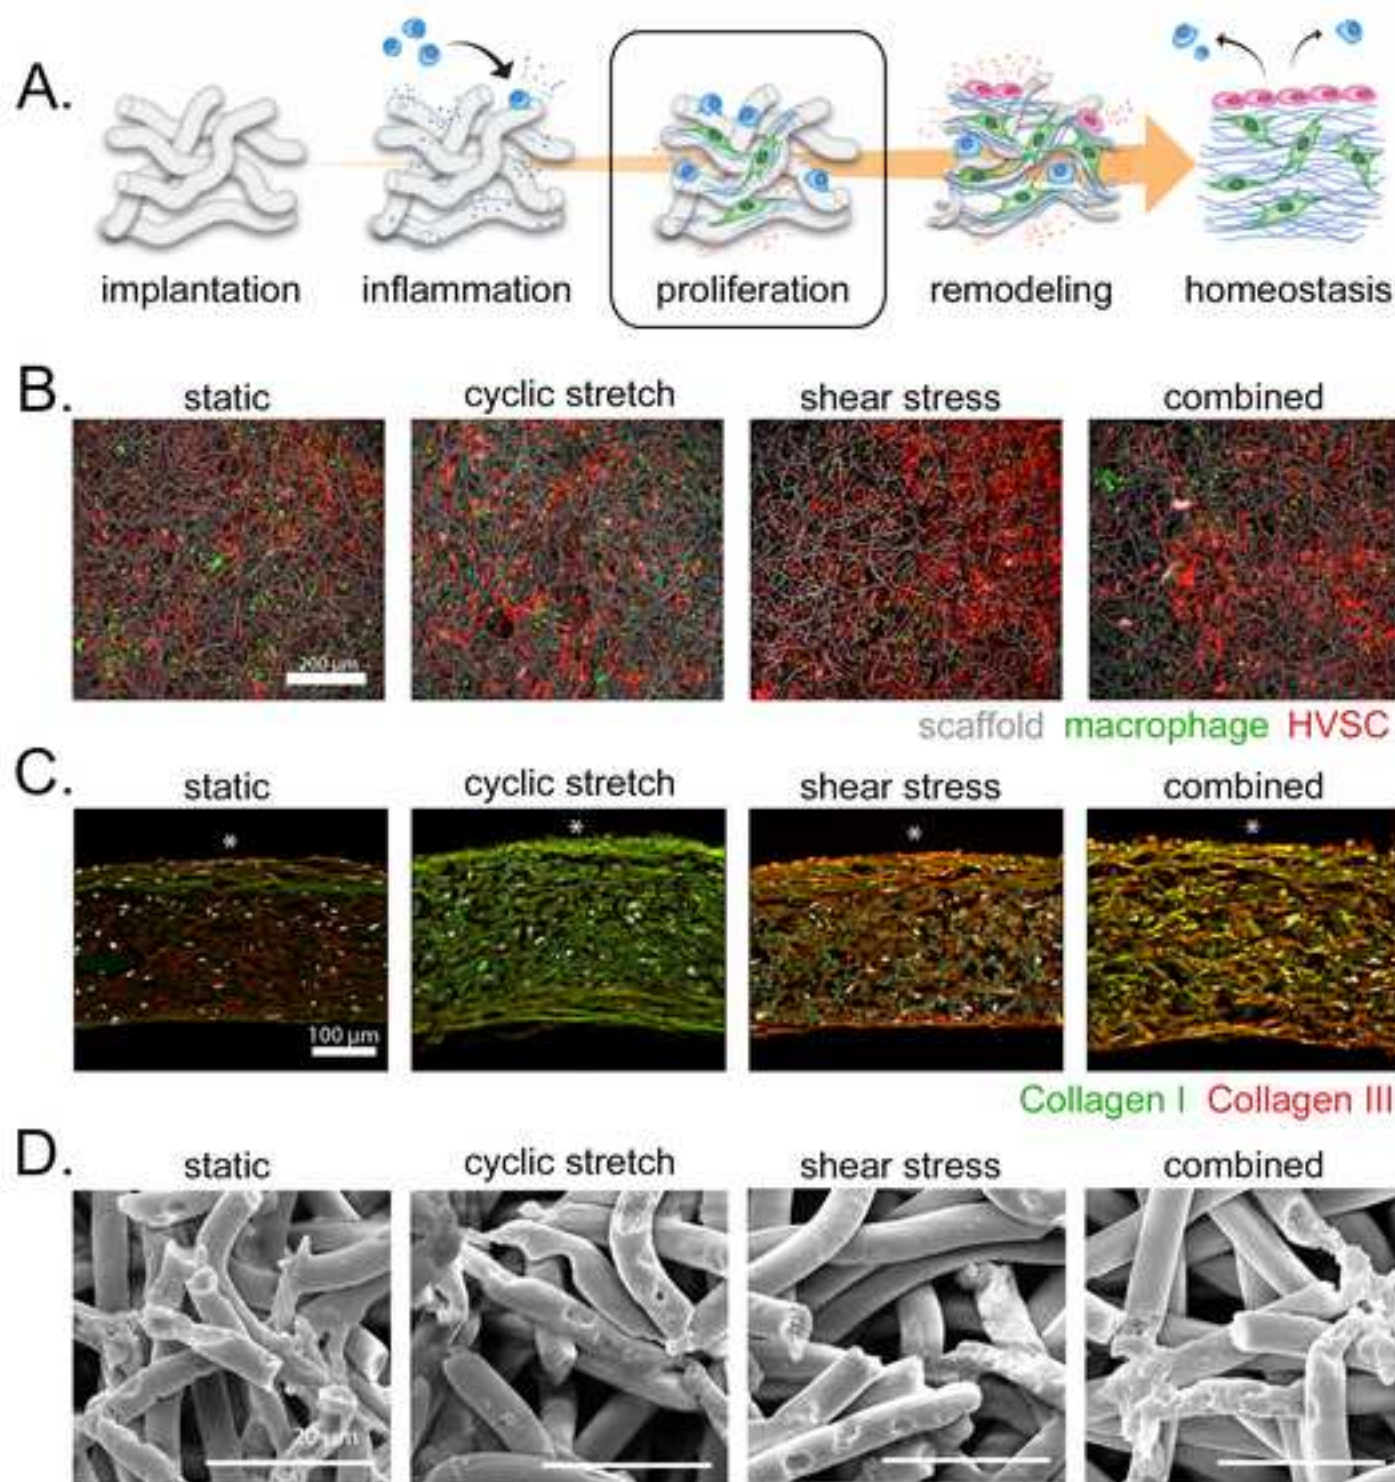 A.
implantation inflammation proliferation remodeling homeostasis
B.
static cyclic stretch shear stress combined
200 µm
scaffold macrophage HVSC
C.
static cyclic stretch shear stress combined
* * * *
100 µm
Collagen I Collagen III
D.
static cyclic stretch shear stress combined
20 µm